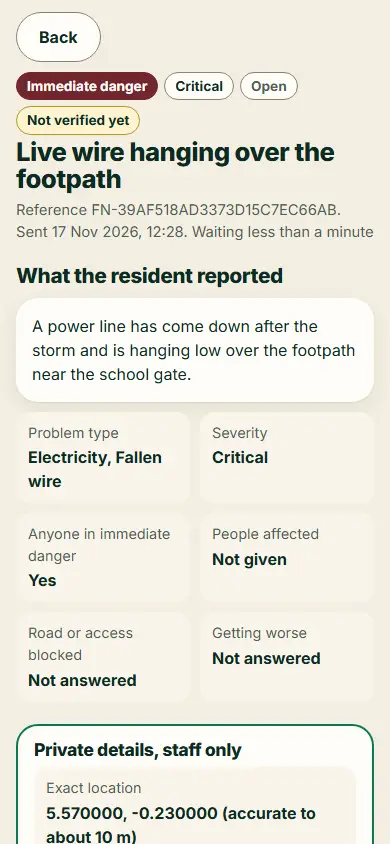 Back
Immediate danger Critical Open
Not verified yet
Live wire hanging over the
footpath
Reference FN-39AF518AD3373D15C7EC66AB.
Sent 17 Nov 2026, 12:28. Waiting less than a minute
What the resident reported
A power line has come down after the
storm and is hanging low over the footpath
near the school gate.
Problem type
Electricity, Fallen
wire
Severity
Critical
Anyone in immediate
danger
Yes
People affected
Not given
Road or access
blocked
Not answered
Getting worse
Not answered
Private details, staff only
Exact location
5.570000, -0.230000 (accurate to
about 10 m)